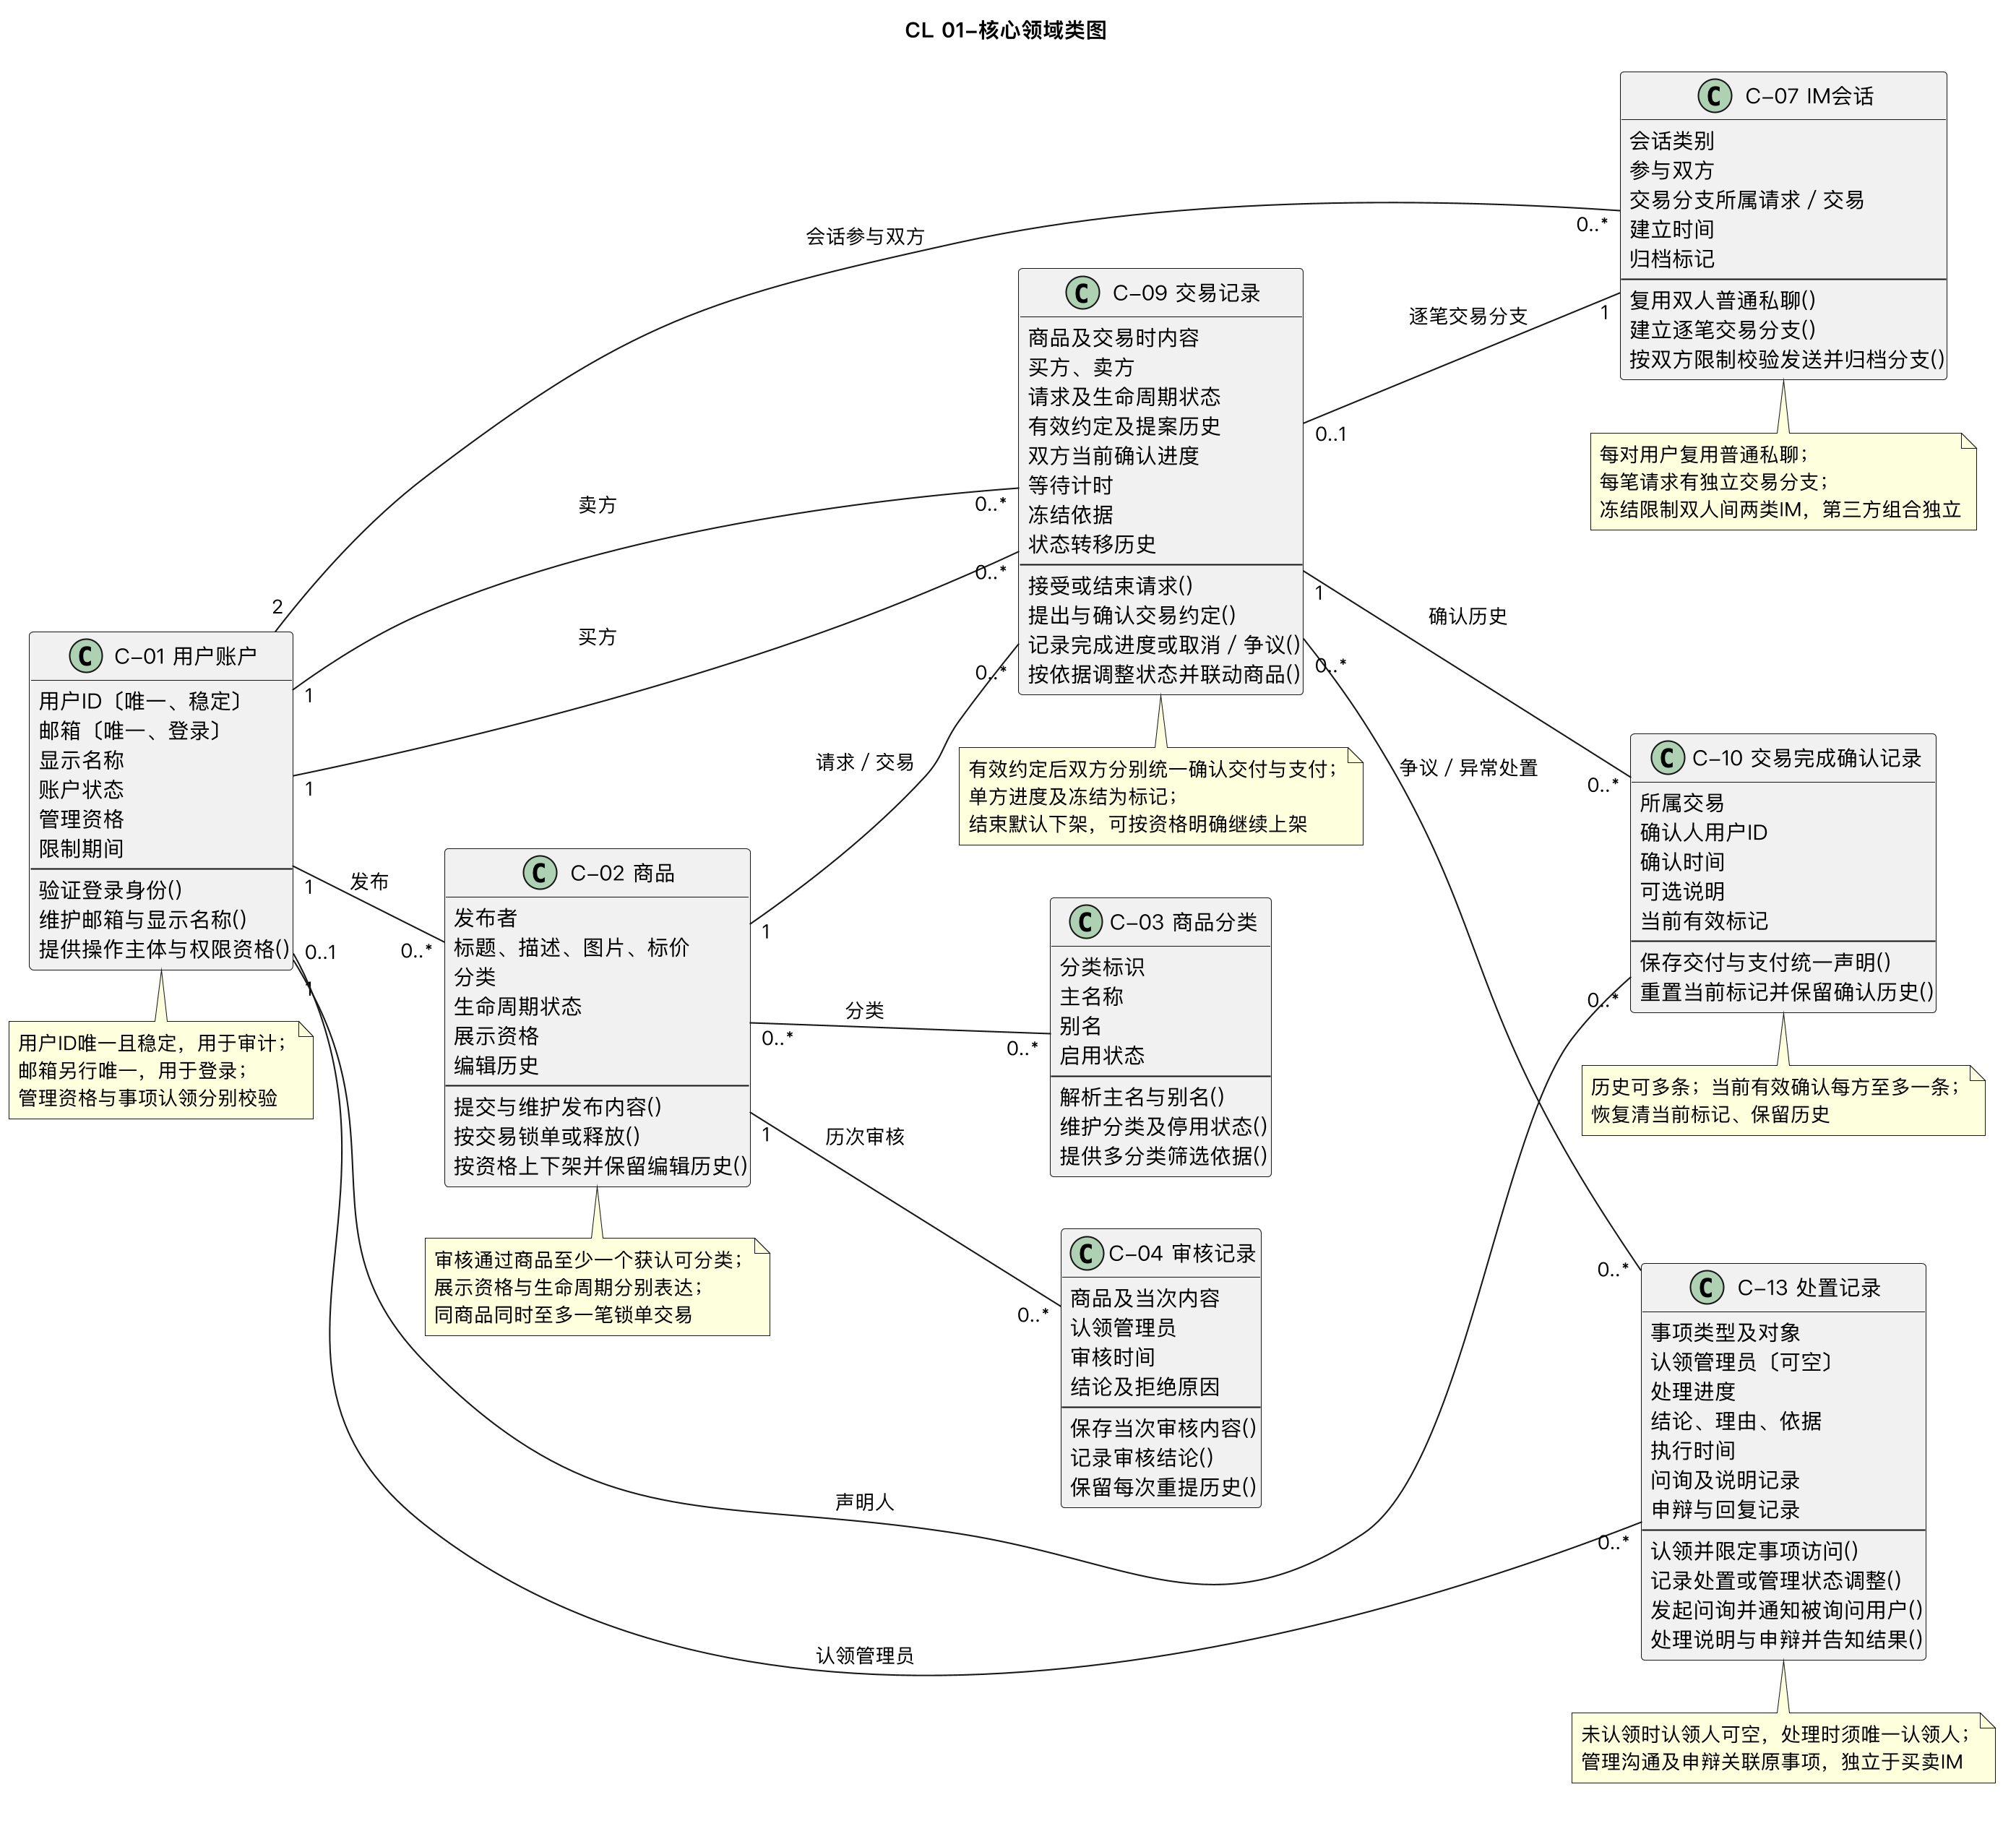 CL 01–核心领域类图
C
C–07 IM会话
会话类别
参与双方
交易分支所属请求 / 交易
建立时间
归档标记
复用双人普通私聊()
建立逐笔交易分支()
按双方限制校验发送并归档分支()
每对用户复用普通私聊；
每笔请求有独立交易分支；
冻结限制双人间两类IM，第三方组合独立
会话参与双方
2
0..*
C
C–09 交易记录
商品及交易时内容
买方、卖方
请求及生命周期状态
有效约定及提案历史
双方当前确认进度
等待计时
冻结依据
状态转移历史
接受或结束请求()
提出与确认交易约定()
记录完成进度或取消 / 争议()
按依据调整状态并联动商品()
有效约定后双方分别统一确认交付与支付；
单方进度及冻结为标记；
结束默认下架，可按资格明确继续上架
逐笔交易分支
0..1
1
卖方
1
0..*
买方
1
0..*
C
C–01 用户账户
用户ID〔唯一、稳定〕
邮箱〔唯一、登录〕
显示名称
账户状态
管理资格
限制期间
验证登录身份()
维护邮箱与显示名称()
提供操作主体与权限资格()
用户ID唯一且稳定，用于审计；
邮箱另行唯一，用于登录；
管理资格与事项认领分别校验
发布
1
0..*
C
C–02 商品
发布者
标题、描述、图片、标价
分类
生命周期状态
展示资格
编辑历史
提交与维护发布内容()
按交易锁单或释放()
按资格上下架并保留编辑历史()
审核通过商品至少一个获认可分类；
展示资格与生命周期分别表达；
同商品同时至多一笔锁单交易
请求 / 交易
1
0..*
分类
0..*
0..*
C
C–03 商品分类
分类标识
主名称
别名
启用状态
解析主名与别名()
维护分类及停用状态()
提供多分类筛选依据()
历次审核
1
0..*
C
C–04 审核记录
商品及当次内容
认领管理员
审核时间
结论及拒绝原因
保存当次审核内容()
记录审核结论()
保留每次重提历史()
确认历史
1
0..*
C
C–10 交易完成确认记录
所属交易
确认人用户ID
确认时间
可选说明
当前有效标记
保存交付与支付统一声明()
重置当前标记并保留确认历史()
历史可多条；当前有效确认每方至多一条；
恢复清当前标记、保留历史
争议 / 异常处置
0..*
0..*
声明人
1
0..*
认领管理员
0..1
0..*
C
C–13 处置记录
事项类型及对象
认领管理员〔可空〕
处理进度
结论、理由、依据
执行时间
问询及说明记录
申辩与回复记录
认领并限定事项访问()
记录处置或管理状态调整()
发起问询并通知被询问用户()
处理说明与申辩并告知结果()
未认领时认领人可空，处理时须唯一认领人；
管理沟通及申辩关联原事项，独立于买卖IM